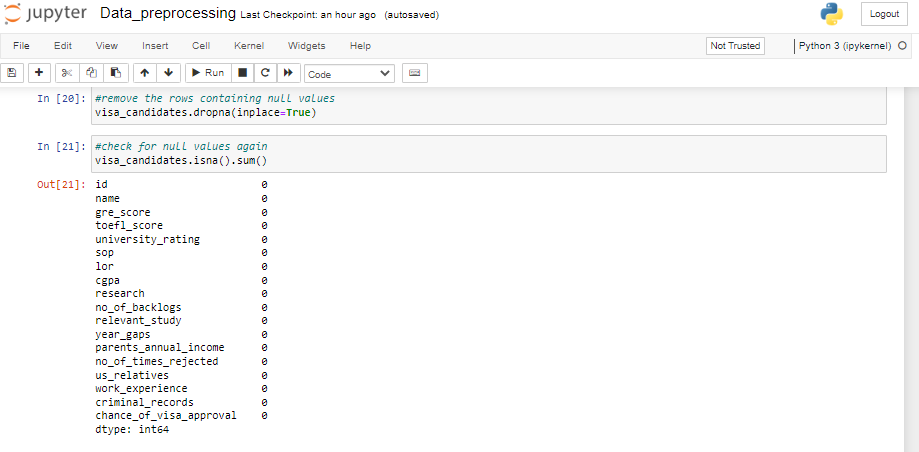 jupyter Data_preprocessing Last Checkpoint: an hour ago (autosaved)
Logout
File Edit View Insert Cell Kernel Widgets Help
Not Trusted
Python 3 (ipykernel)
Run
Code
In [20]: #remove the rows containing null values
visa_candidates.dropna(inplace=True)
In [21]: #check for null values again
visa_candidates.isna().sum()
Out[21]: id 0
name 0
gre_score 0
toefl_score 0
university_rating 0
sop 0
lor 0
cgpa 0
research 0
no_of_backlogs 0
relevant_study 0
year_gaps 0
parents_annual_income 0
no_of_times_rejected 0
us_relatives 0
work_experience 0
criminal_records 0
chance_of_visa_approval 0
dtype: int64